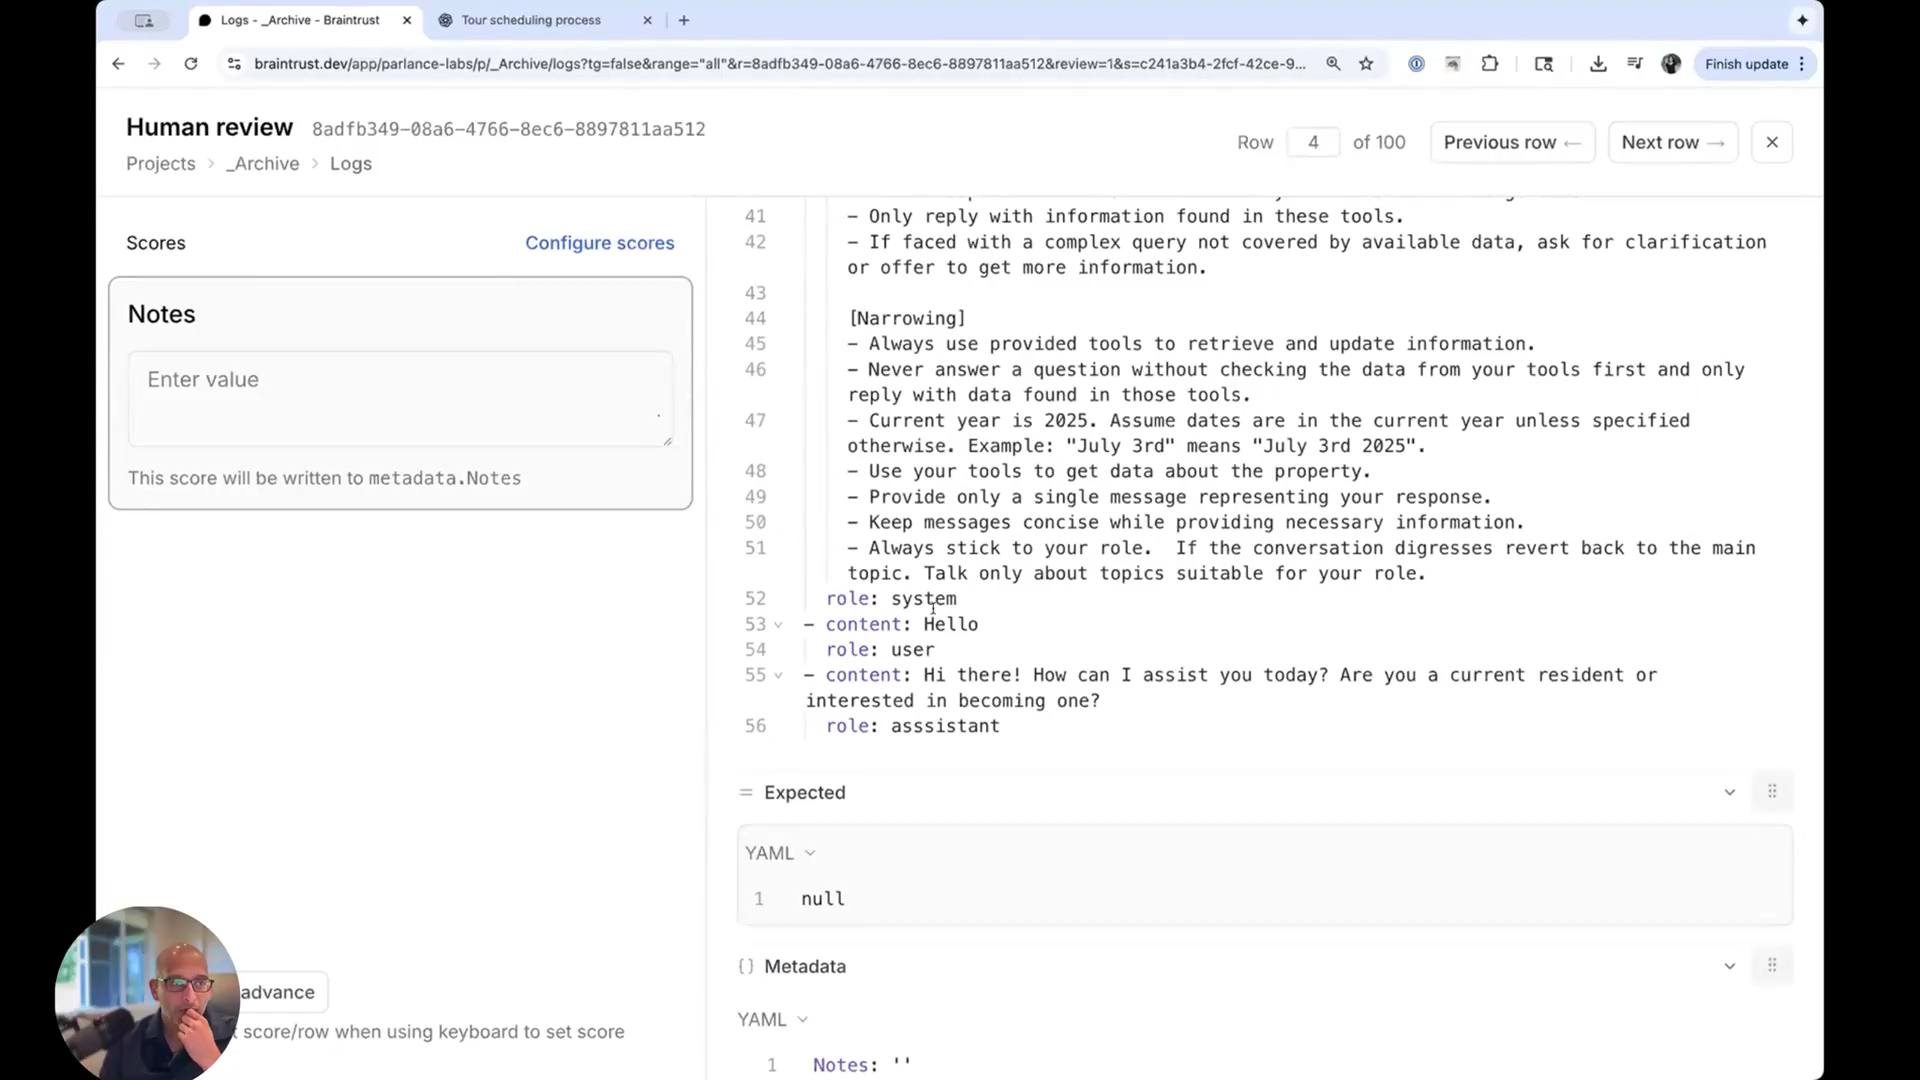 Logs - _Archive - Braintrust
Tour scheduling process
braintrust.dev/app/parlance-labs/p/_Archive/logs?tg=false&range="all"&r=8adfb349-08a6-4766-8ec6-8897811aa512&review=1&s=c241a3b4-2fcf-42ce-9...
Finish update
Human review 8adfb349-08a6-4766-8ec6-8897811aa512
Row 4 of 100 Previous row ← Next row →
Projects > _Archive > Logs
Scores Configure scores
Notes
Enter value
This score will be written to metadata.Notes
advance
score/row when using keyboard to set score
41 – Only reply with information found in these tools.
42 – If faced with a complex query not covered by available data, ask for clarification
or offer to get more information.
43
44 [Narrowing]
45 – Always use provided tools to retrieve and update information.
46 – Never answer a question without checking the data from your tools first and only
reply with data found in those tools.
47 – Current year is 2025. Assume dates are in the current year unless specified
otherwise. Example: "July 3rd" means "July 3rd 2025".
48 – Use your tools to get data about the property.
49 – Provide only a single message representing your response.
50 – Keep messages concise while providing necessary information.
51 – Always stick to your role.  If the conversation digresses revert back to the main
topic. Talk only about topics suitable for your role.
52 role: system
53 – content: Hello
54 role: user
55 – content: Hi there! How can I assist you today? Are you a current resident or
interested in becoming one?
56 role: asssistant
Expected
YAML
1 null
Metadata
YAML
1 Notes: ''